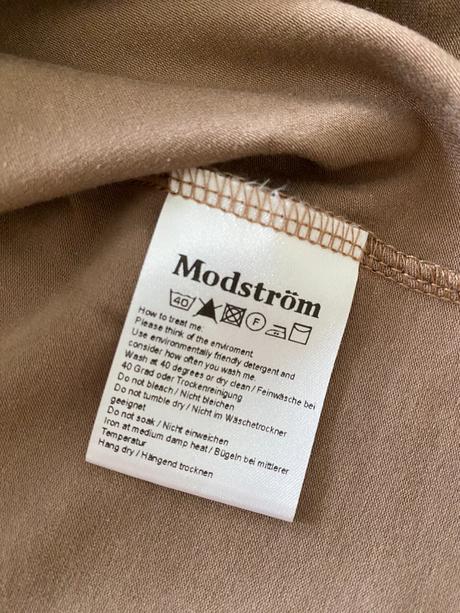 Modström
40 F
How to treat me:
Please think of the enviroment
Use environmentally friendly detergent and
consider how often you wash me.
Wash at 40 degrees or dry clean / Feinwäsche bei
40 Grad oder Trockenreinigung
Do not bleach / Nicht bleichen
Do not tumble dry / Nicht im Wäschetrockner
geeignet
Do not soak / Nicht einweichen
Iron at medium damp heat / Bügeln bei mittlerer
Temperatur
Hang dry / Hängend trocknen